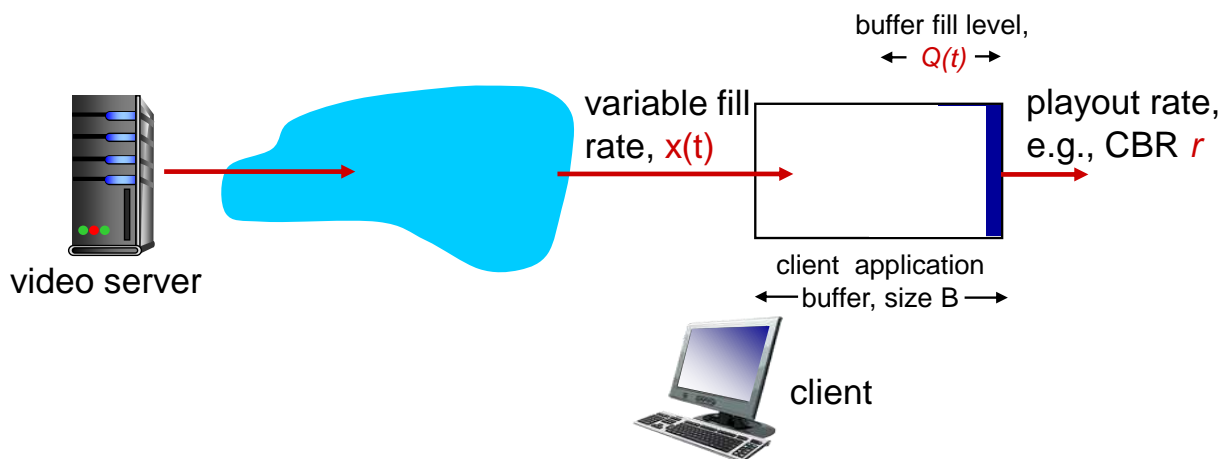 buffer fill level,
Q(t)
variable fill
rate, x(t)
playout rate,
e.g., CBR r
video server
client application
buffer, size B
client